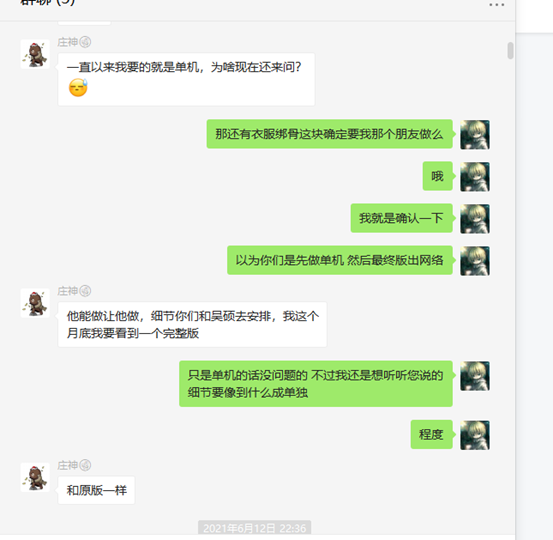 群聊 (5)
庄神
一直以来我要的就是单机，为啥现在还来问？
那还有衣服绑骨这块确定要我那个朋友做么
哦
我就是确认一下
以为你们是先做单机 然后最终版出网络
庄神
他能做让他做，细节你们和吴硕去安排，我这个
月底我要看到一个完整版
只是单机的话没问题的 不过我还是想听听您说的
细节要像到什么成单独
程度
庄神
和原版一样
2021年6月12日 22:36